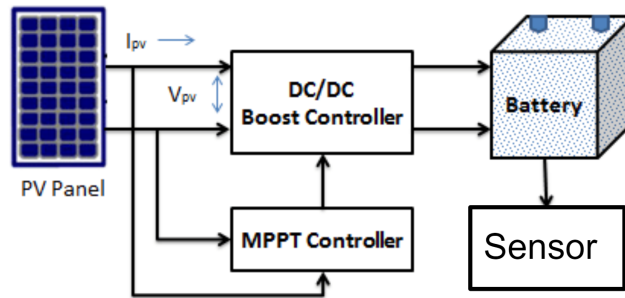 Ipv
Vpv
DC/DC
Boost Controller
Battery
PV Panel
MPPT Controller
Sensor